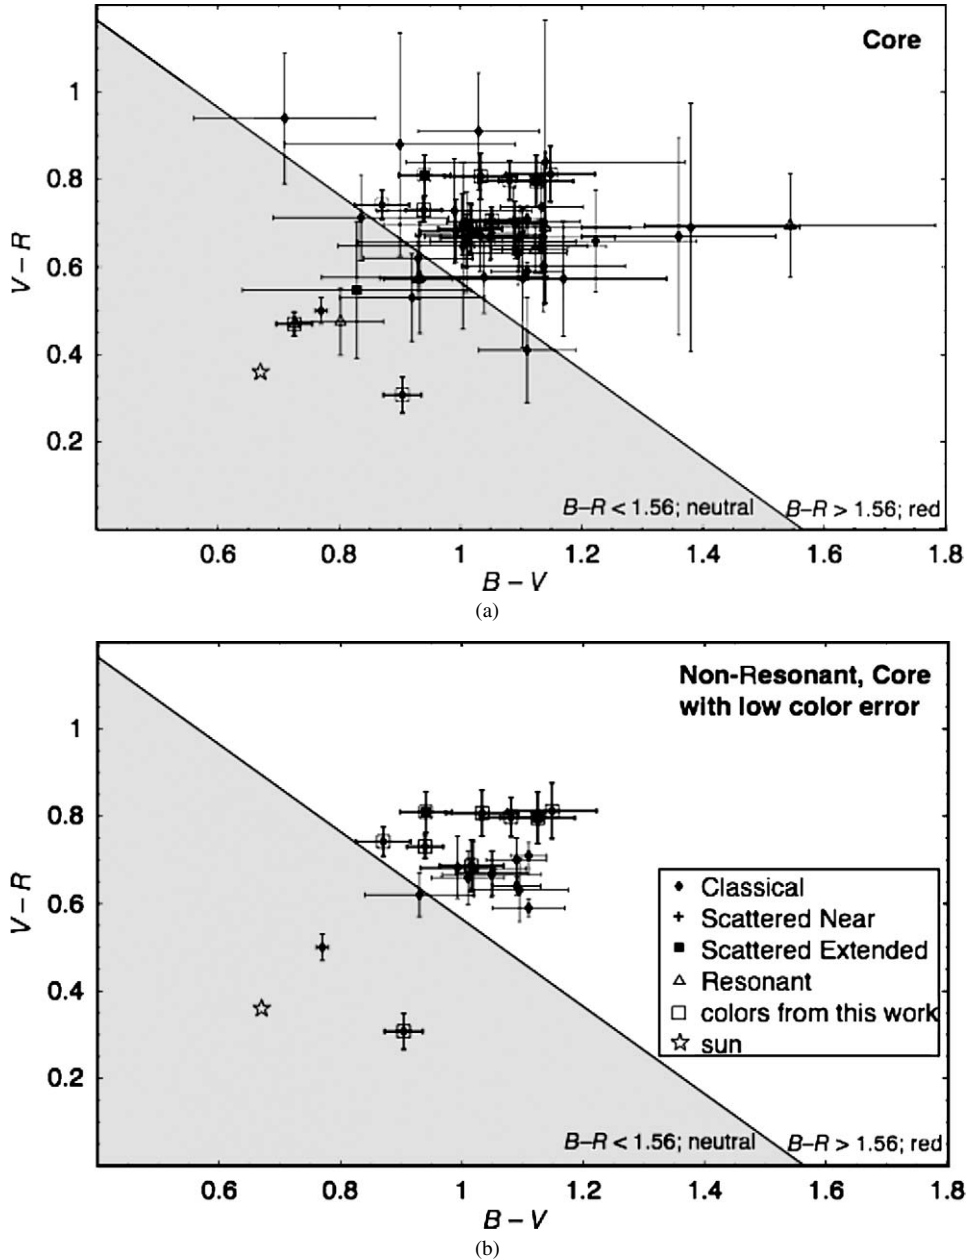 Core
1
0.8
0.6
0.4
0.2
V – R
B–R < 1.56; neutral
B–R > 1.56; red
0.6 0.8 1 1.2 1.4 1.6 1.8
B – V
(a)
Non-Resonant, Core
with low color error
1
0.8
0.6
0.4
0.2
V – R
Classical
Scattered Near
Scattered Extended
Resonant
colors from this work
sun
B–R < 1.56; neutral
B–R > 1.56; red
0.6 0.8 1 1.2 1.4 1.6 1.8
B – V
(b)